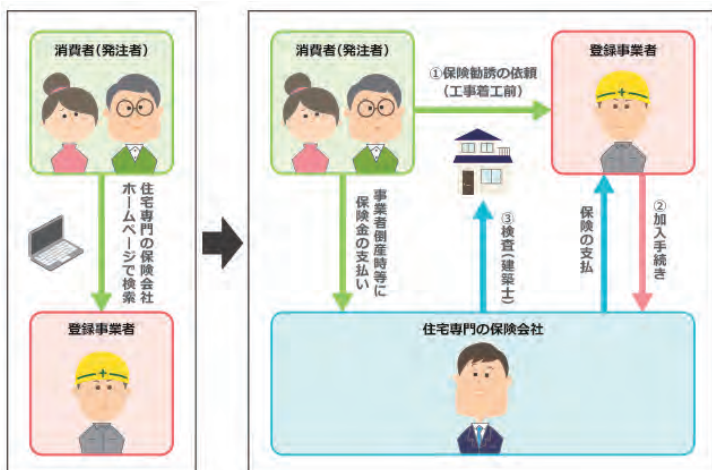 消費者(発注者)
住宅専門の保険会社
ホームページで検索
登録事業者
消費者(発注者)
①保険勧誘の依頼
(工事着工前)
登録事業者
事業者倒産時等に
保険金の支払い
③検査(建築士)
保険の支払
②加入手続き
住宅専門の保険会社